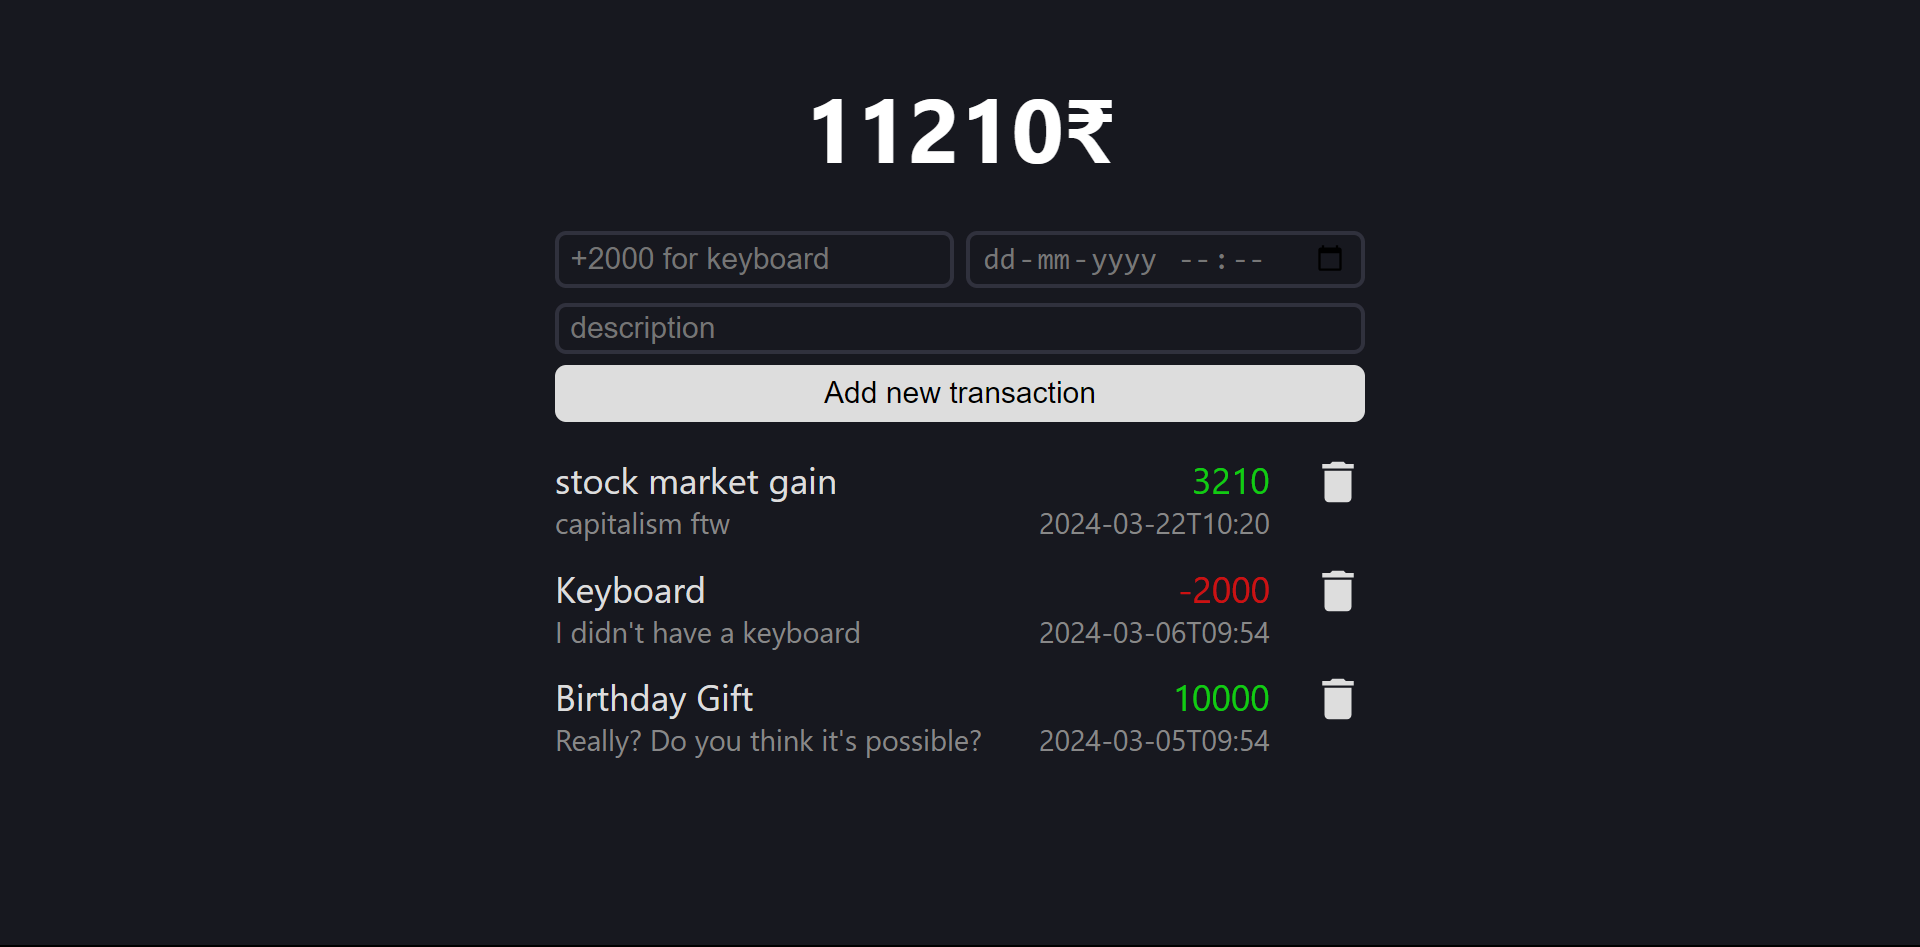 11210₹
+2000 for keyboard
dd-mm-yyyy --:--
description
Add new transaction
stock market gain 3210
capitalism ftw 2024-03-22T10:20
Keyboard -2000
I didn't have a keyboard 2024-03-06T09:54
Birthday Gift 10000
Really? Do you think it's possible? 2024-03-05T09:54